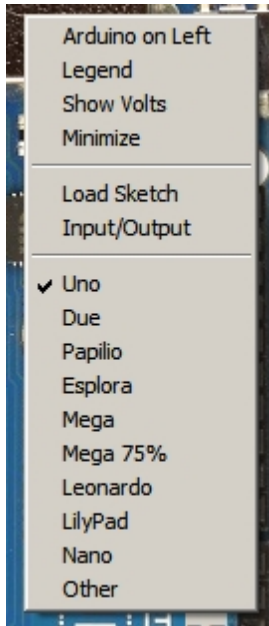 Arduino on Left
Legend
Show Volts
Minimize
Load Sketch
Input/Output
Uno
Due
Papilio
Esplora
Mega
Mega 75%
Leonardo
LilyPad
Nano
Other